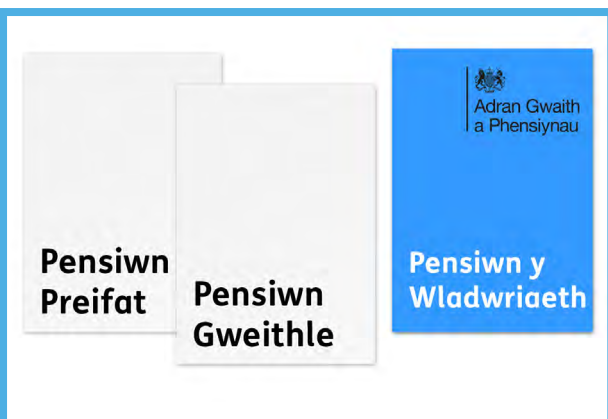 Pensiwn
Preifat
Pensiwn
Gweithle
Adran Gwaith
a Phensiynau
Pensiwn y
Wladwriaeth